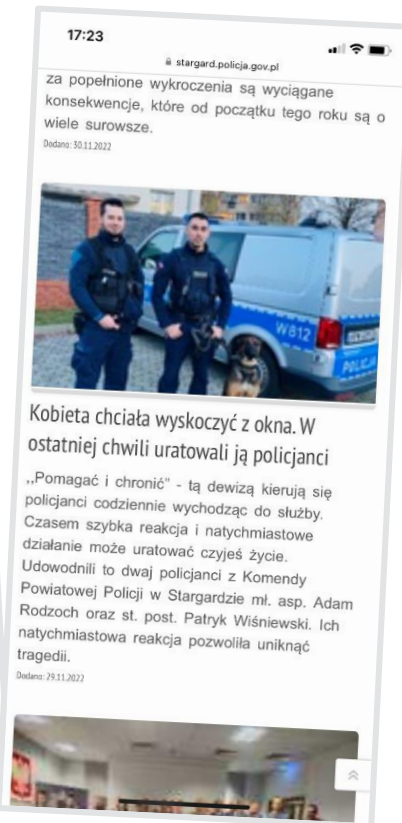 17:23
stargard.policja.gov.pl
za popełnione wykroczenia są wyciągane
konsekwencje, które od początku tego roku są o
wiele surowsze.
Dodano: 30.11.2022
W812
POLICJA
Kobieta chciała wyskoczyć z okna. W
ostatniej chwili uratowali ją policjanci
,,Pomagać i chronić" - tą dewizą kierują się
policjanci codziennie wychodząc do służby.
Czasem szybka reakcja i natychmiastowe
działanie może uratować czyjeś życie.
Udowodnili to dwaj policjanci z Komendy
Powiatowej Policji w Stargardzie mł. asp. Adam
Rodzoch oraz st. post. Patryk Wiśniewski. Ich
natychmiastowa reakcja pozwoliła uniknąć
tragedii.
Dodano: 29.11.2022